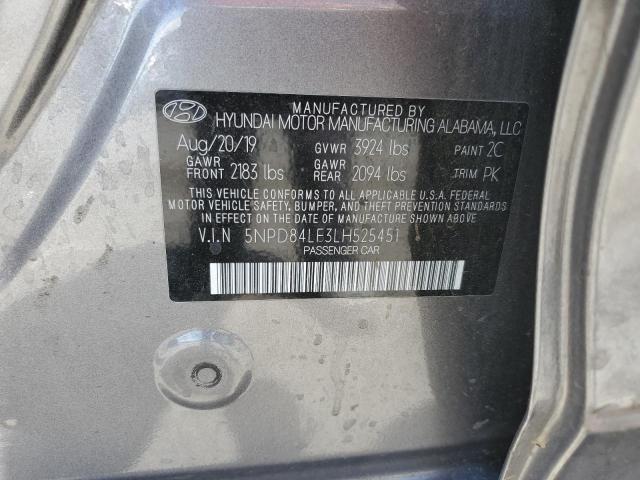 MANUFACTURED BY
HYUNDAI MOTOR MANUFACTURING ALABAMA, LLC
Aug/20/19 GVWR 3924 lbs PAINT 2C
GAWR FRONT 2183 lbs GAWR REAR 2094 lbs TRIM PK
THIS VEHICLE CONFORMS TO ALL APPLICABLE U.S.A. FEDERAL
MOTOR VEHICLE SAFETY, BUMPER, AND THEFT PREVENTION STANDARDS
IN EFFECT ON THE DATE OF MANUFACTURE SHOWN ABOVE.
V.I.N 5NPD84LE3LH525451
PASSENGER CAR